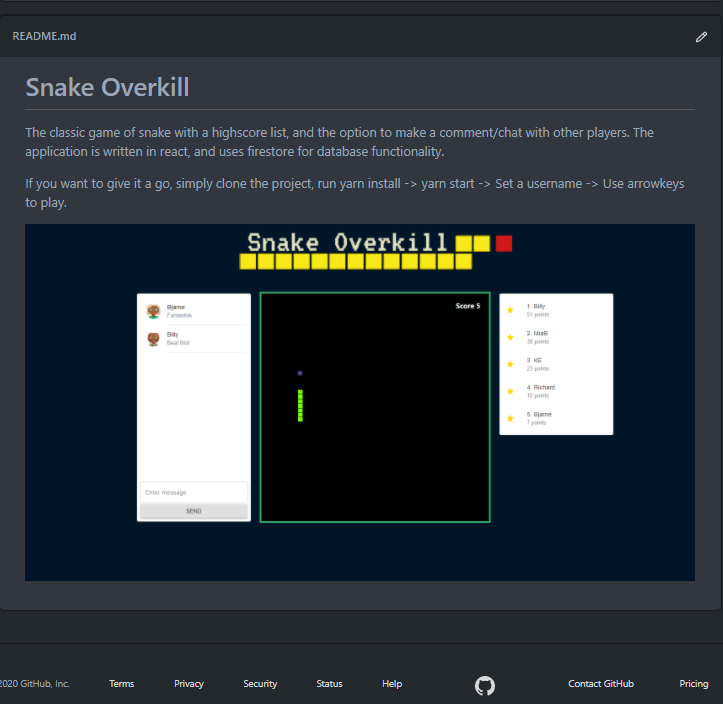 README.md
Snake Overkill
The classic game of snake with a highscore list, and the option to make a comment/chat with other players. The
application is written in react, and uses firestore for database functionality.
If you want to give it a go, simply clone the project, run yarn install -> yarn start -> Set a username -> Use arrowkeys
to play.
Snake Overkill
Bjarne
Fantastisk
Billy
Beat this!
Enter message
SEND
Score 5
1 Billy
51 points
2 MiaB
36 points
3 KE
23 points
4 Richard
10 points
5 Bjarne
7 points
2020 GitHub, Inc.
Terms
Privacy
Security
Status
Help
Contact GitHub
Pricing